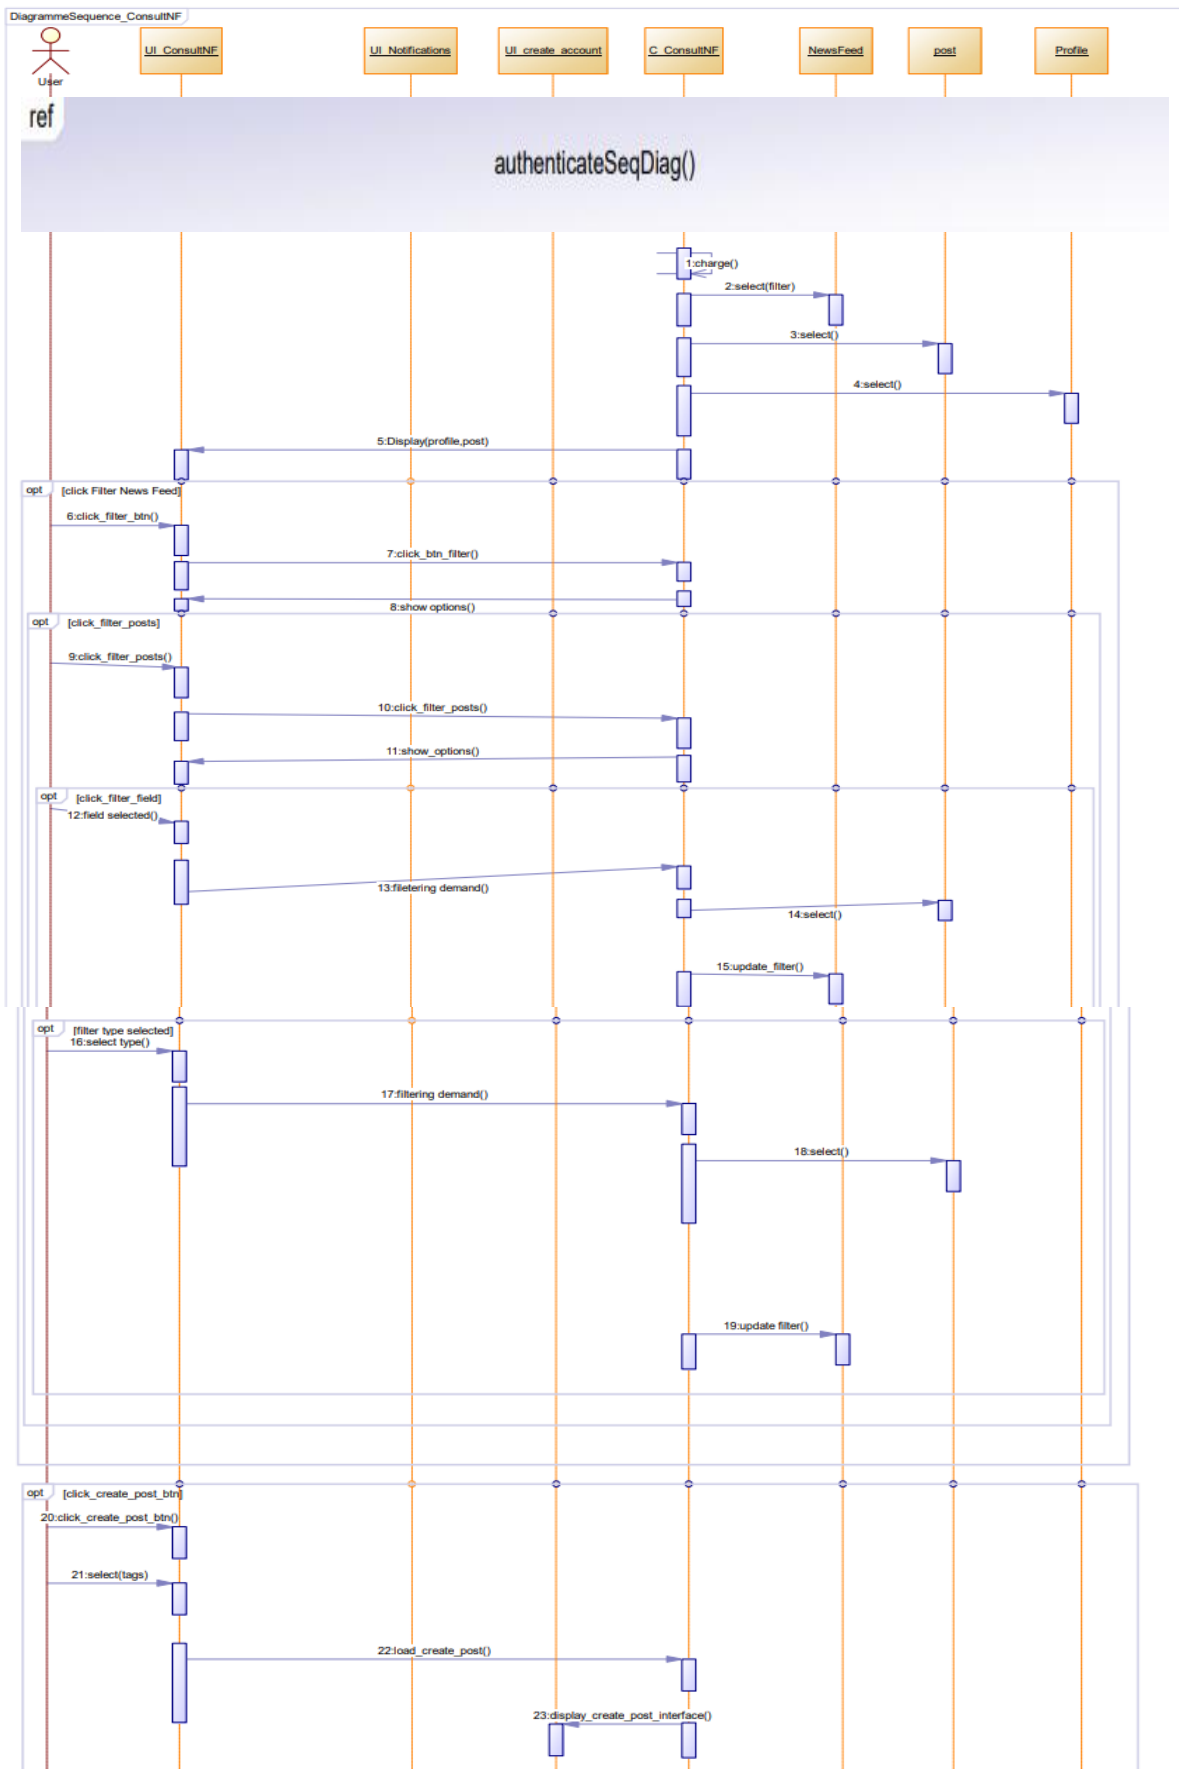 DiagrammeSequence_ConsultNF
UI_ConsultNF
UI_Notifications
UI_create_account
C_ConsultNF
NewsFeed
post
Profile
User
ref
authenticateSeqDiag()
1:charge()
2:select(filter)
3:select()
4:select()
5:Display(profile,post)
opt [click Filter News Feed]
6:click_filter_btn()
7:click_btn_filter()
8:show options()
opt [click_filter_posts]
9:click_filter_posts()
10:click_filter_posts()
11:show_options()
opt [click_filter_field]
12:field selected()
13:filetering demand()
14:select()
15:update_filter()
opt [filter type selected]
16:select type()
17:filtering demand()
18:select()
19:update filter()
opt [click_create_post_btn]
20:click_create_post_btn()
21:select(tags)
22:load_create_post()
23:display_create_post_interface()